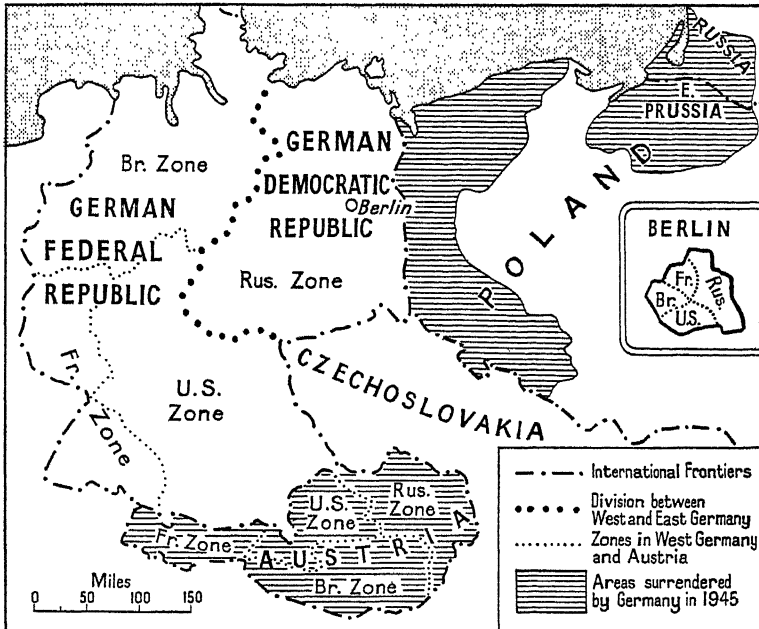 RUSSIA
E.
PRUSSIA
GERMAN
DEMOCRATIC
Berlin
REPUBLIC
Rus. Zone
Br. Zone
GERMAN
FEDERAL
REPUBLIC
Fr. Zone
U.S.
Zone
POLAND
BERLIN
Fr.
Rus.
Br.
U.S.
CZECHOSLOVAKIA
U.S.
Zone
Rus.
Zone
Fr. Zone
AUSTRIA
Br. Zone
Miles
0 50 100 150
International Frontiers
Division between
West and East Germany
Zones in West Germany
and Austria
Areas surrendered
by Germany in 1945